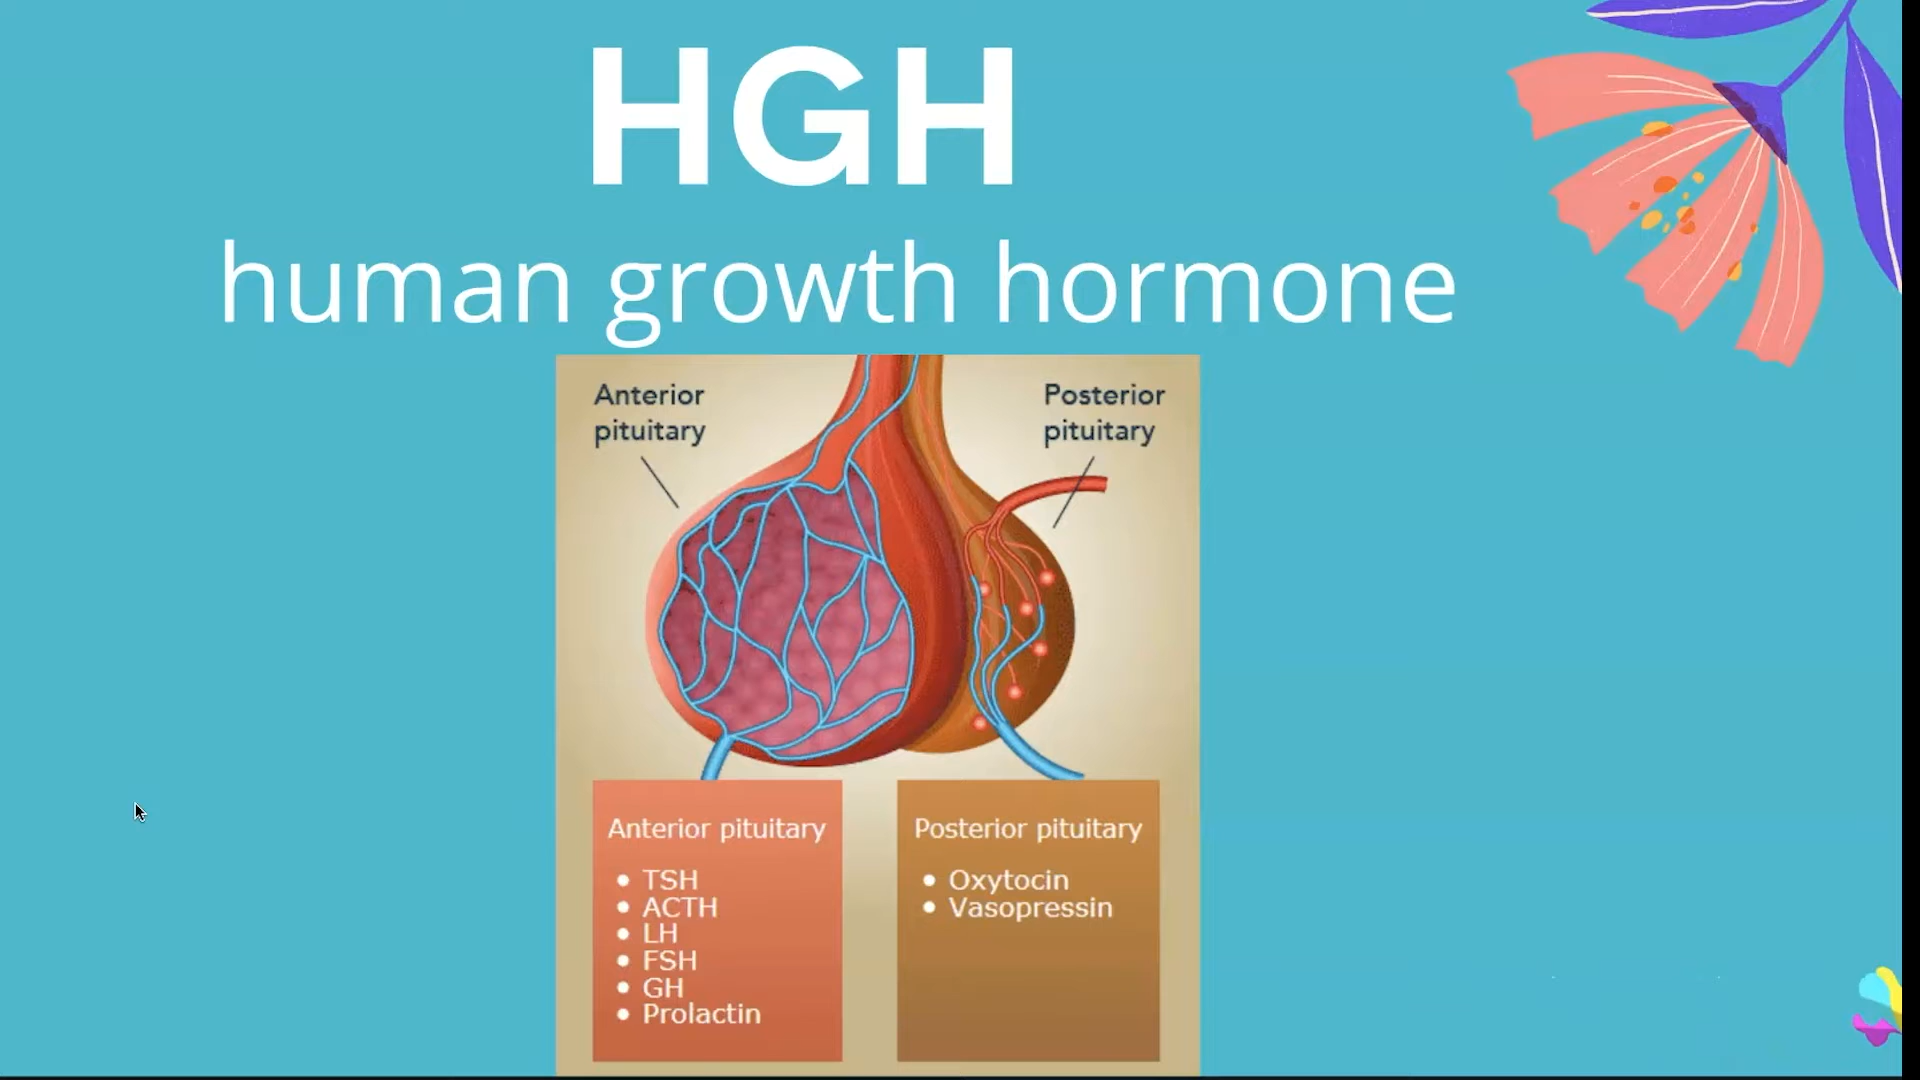 HGH
human growth hormone
Anterior
pituitary
Posterior
pituitary
Anterior pituitary
• TSH
• ACTH
• LH
• FSH
• GH
• Prolactin
Posterior pituitary
• Oxytocin
• Vasopressin